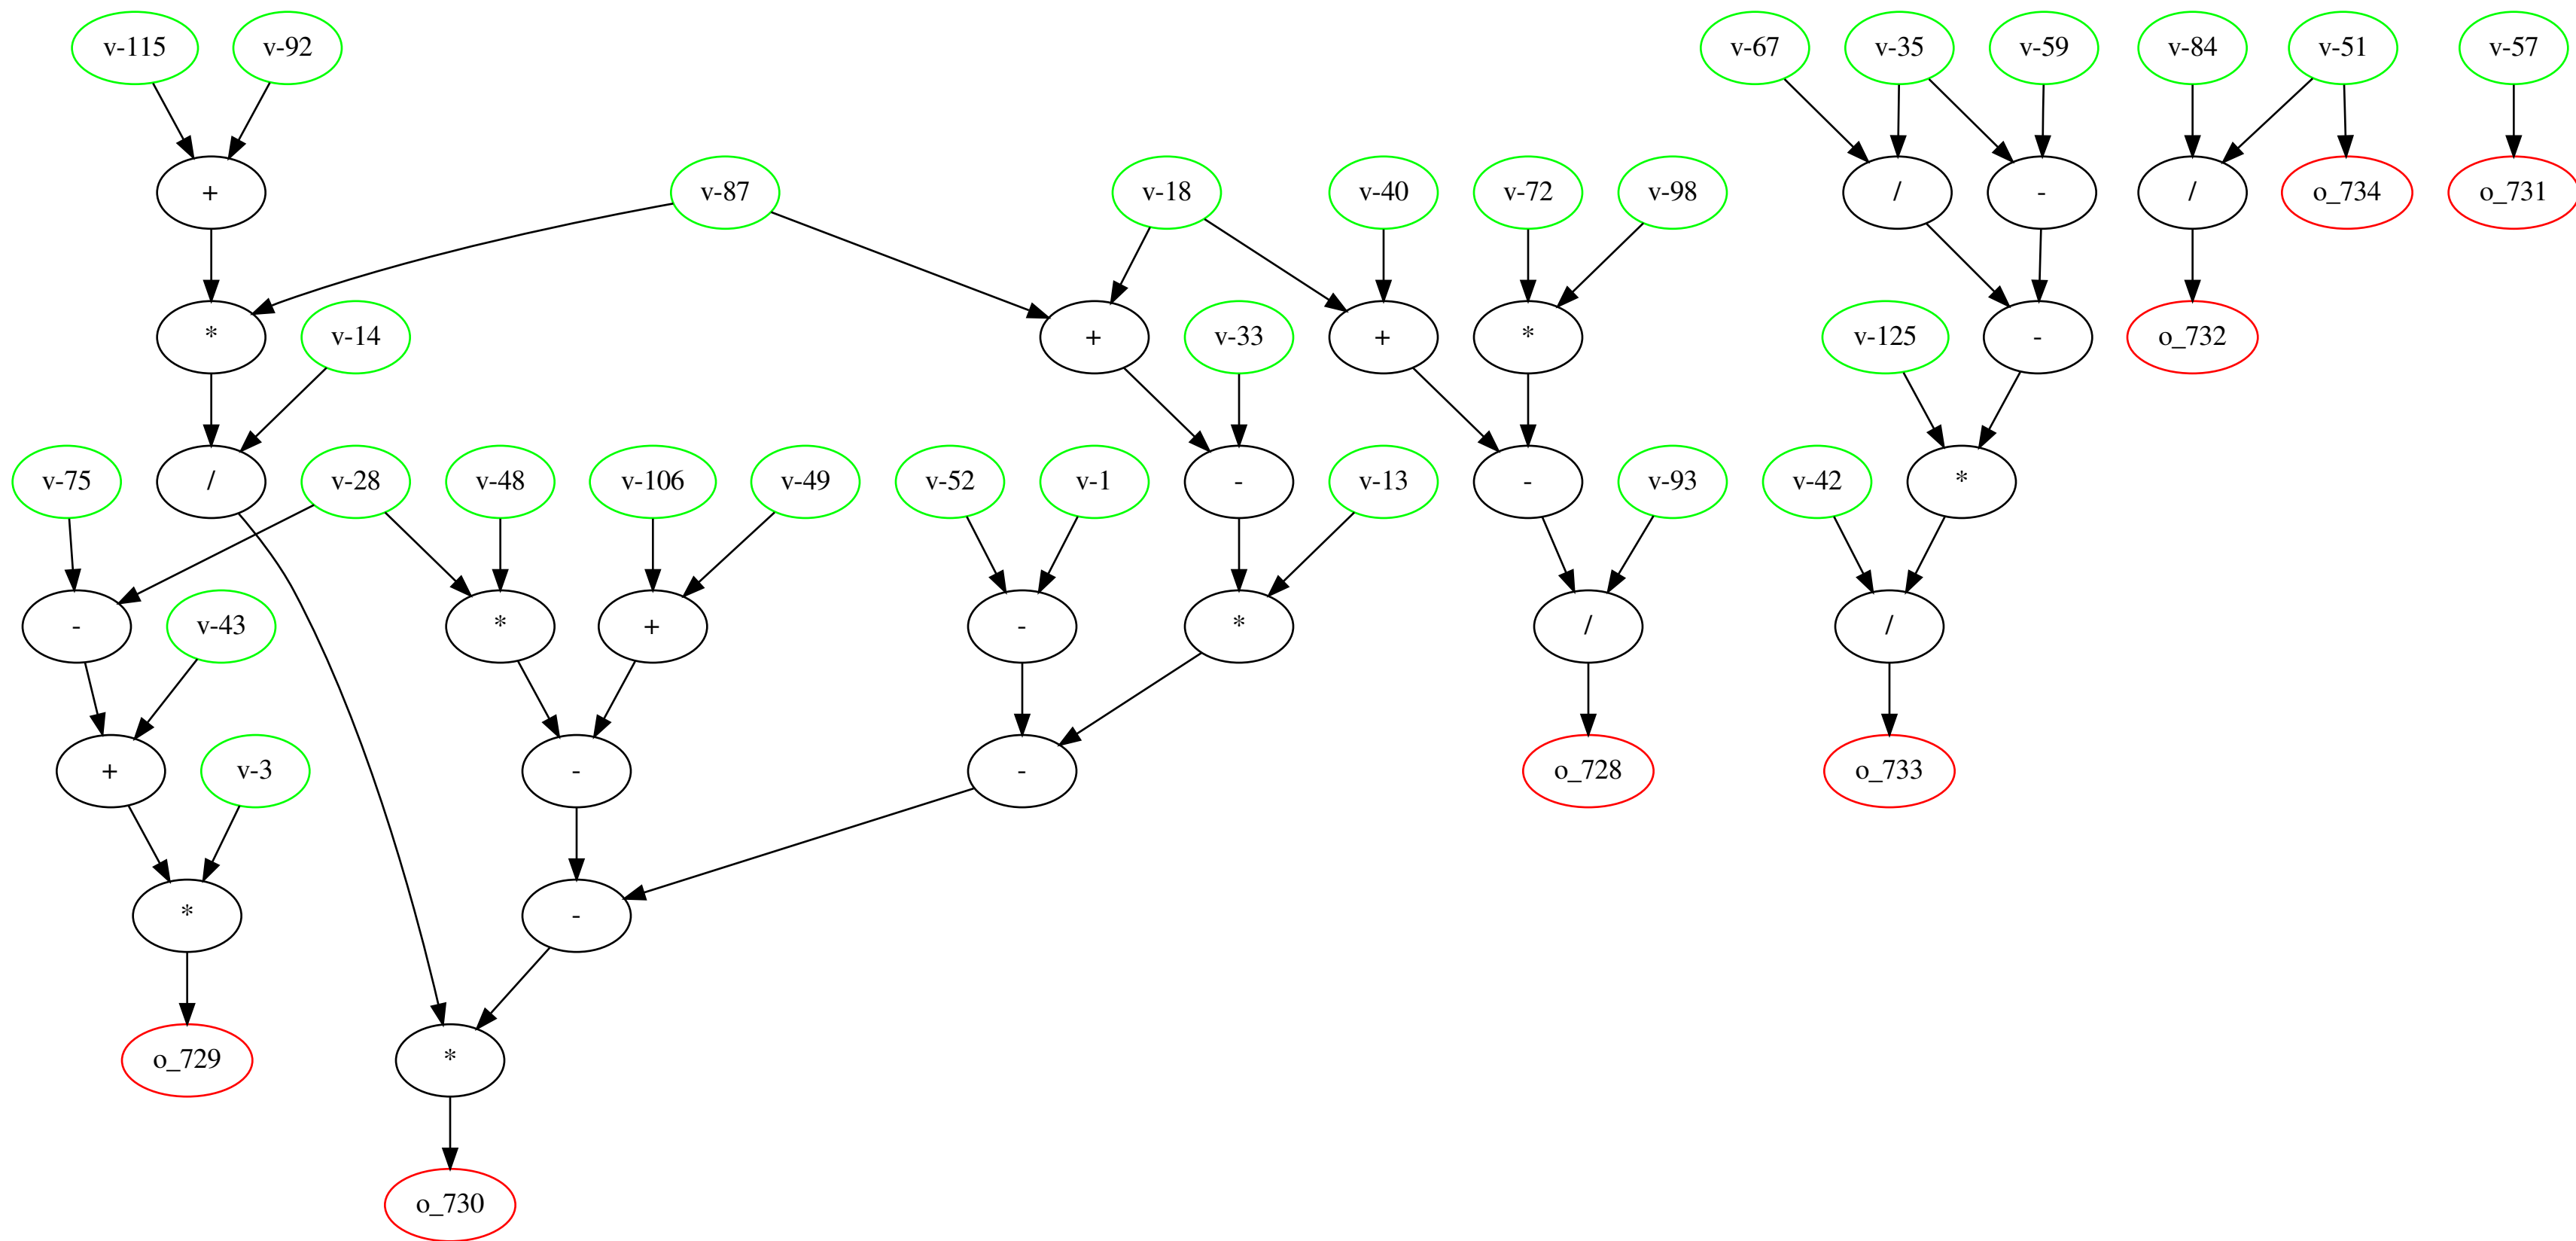 v-115 v-92 v-67 v-35 v-59 v-84 v-51 v-57
+ v-87 v-18 v-40 v-72 v-98 / - / o_734 o_731
* v-14 + v-33 + * v-125 - o_732
v-75 / v-28 v-48 v-106 v-49 v-52 v-1 - v-13 - v-93 v-42 *
- v-43 * + - * / /
+ v-3 - - o_728 o_733
* -
o_729 *
o_730